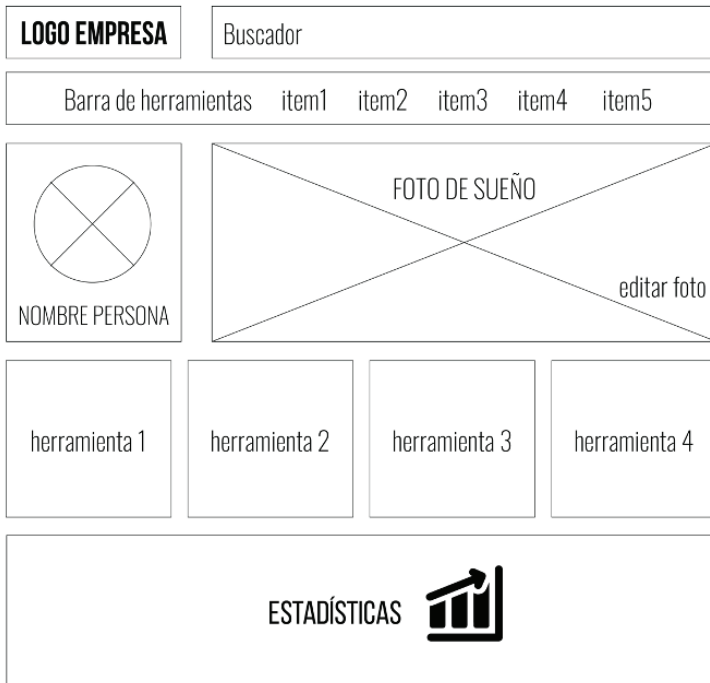 LOGO EMPRESA
Buscador
Barra de herramientas item1 item2 item3 item4 item5
FOTO DE SUEÑO
editar foto
NOMBRE PERSONA
herramienta 1
herramienta 2
herramienta 3
herramienta 4
ESTADÍSTICAS